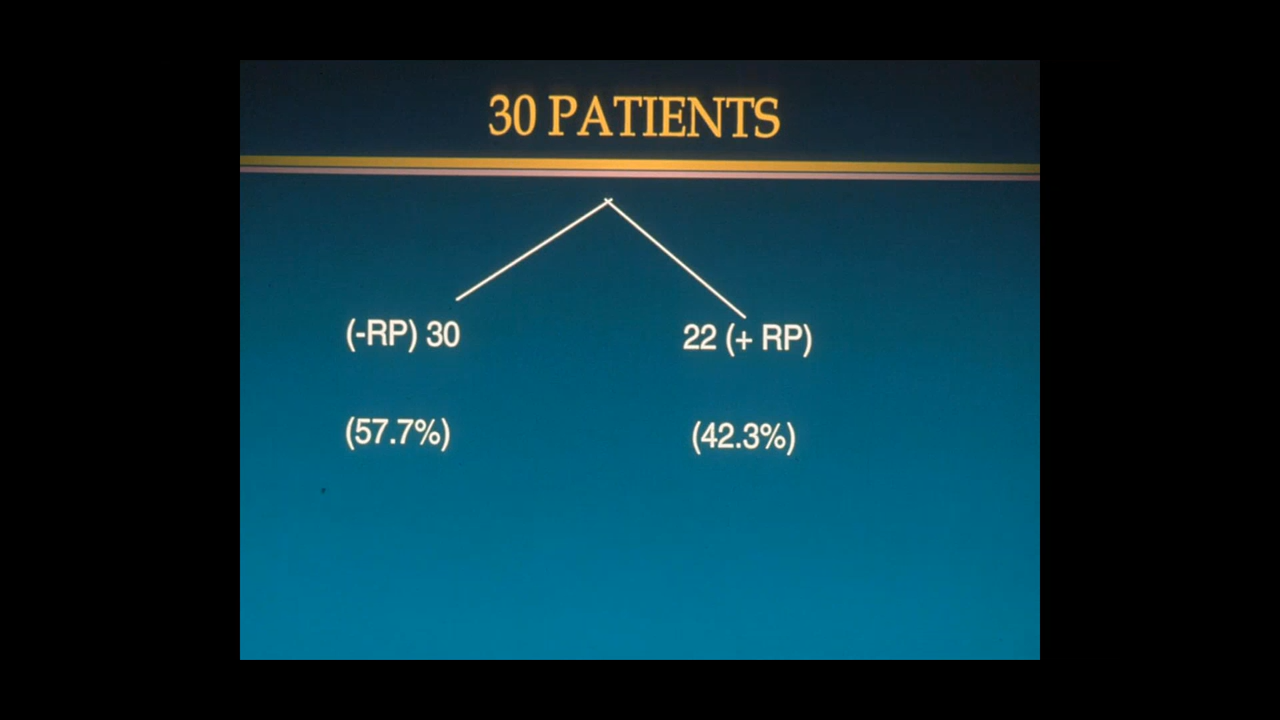 30 PATIENTS
(-RP) 30
22 (+ RP)
(57.7%)
(42.3%)